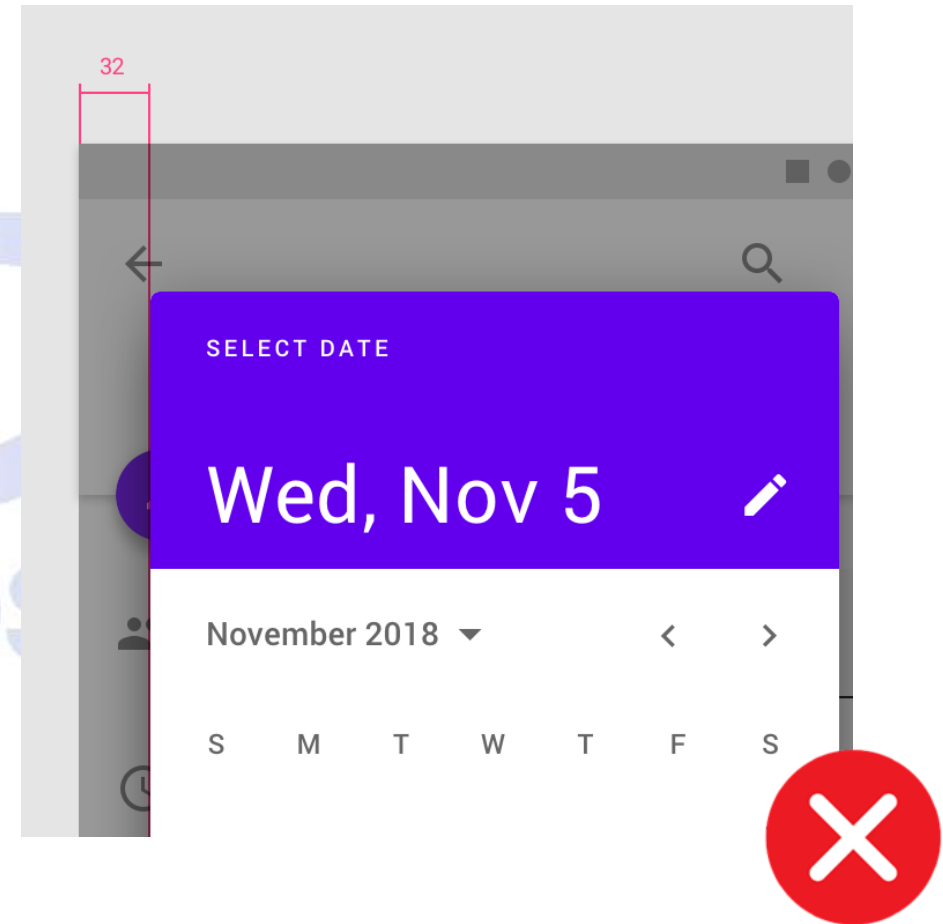 32
SELECT DATE
Wed, Nov 5
November 2018
S M T W T F S